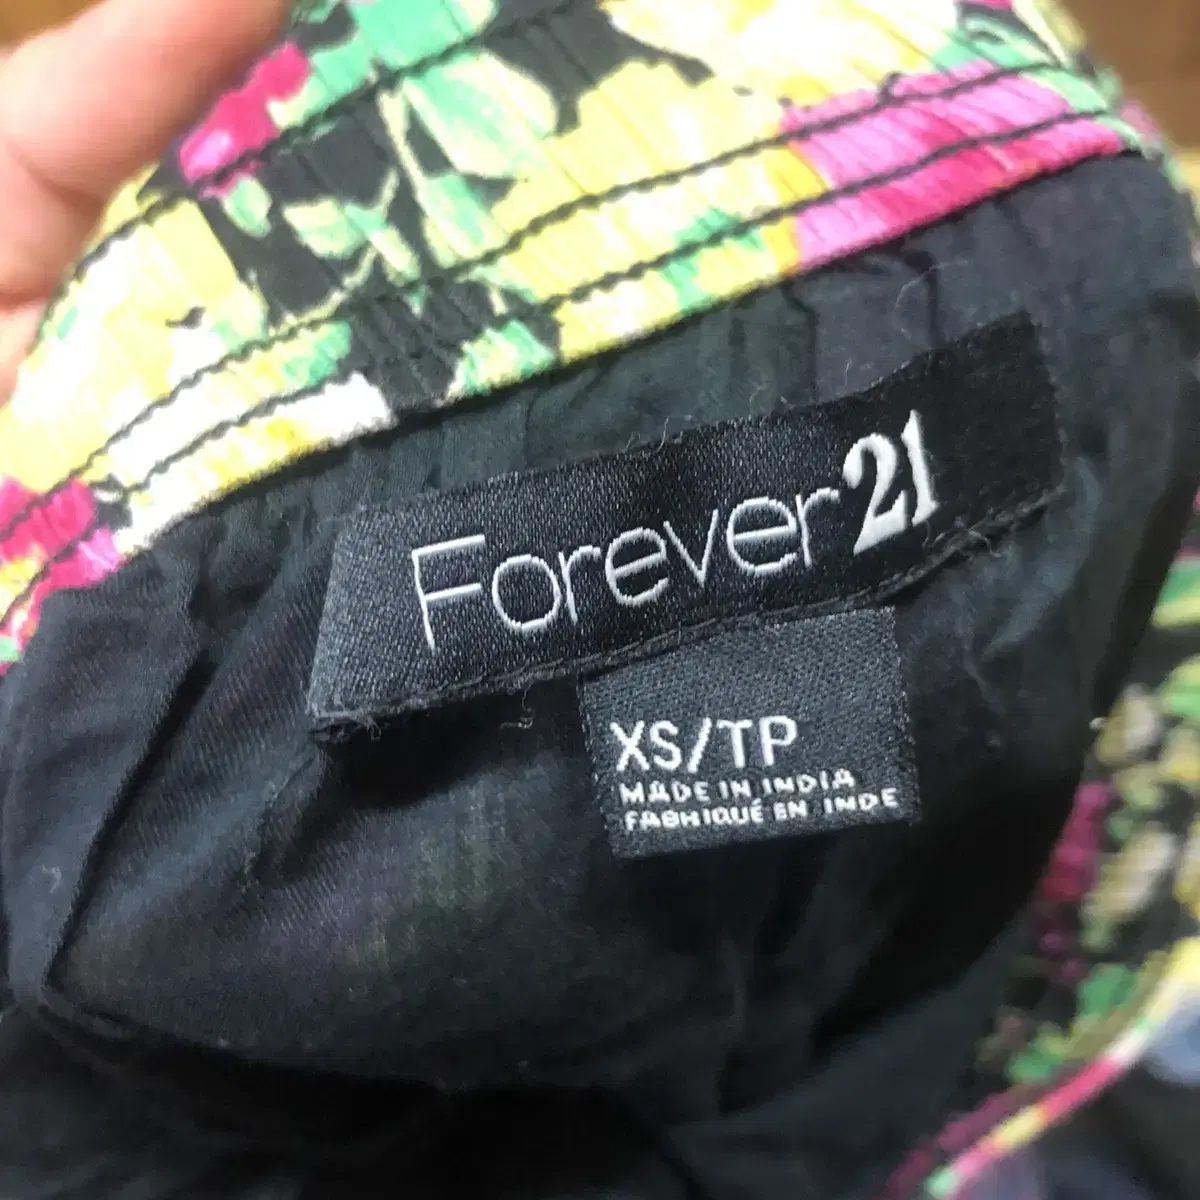 Forever21
XS/TP
MADE IN INDIA
FABRIQUÉ EN INDE